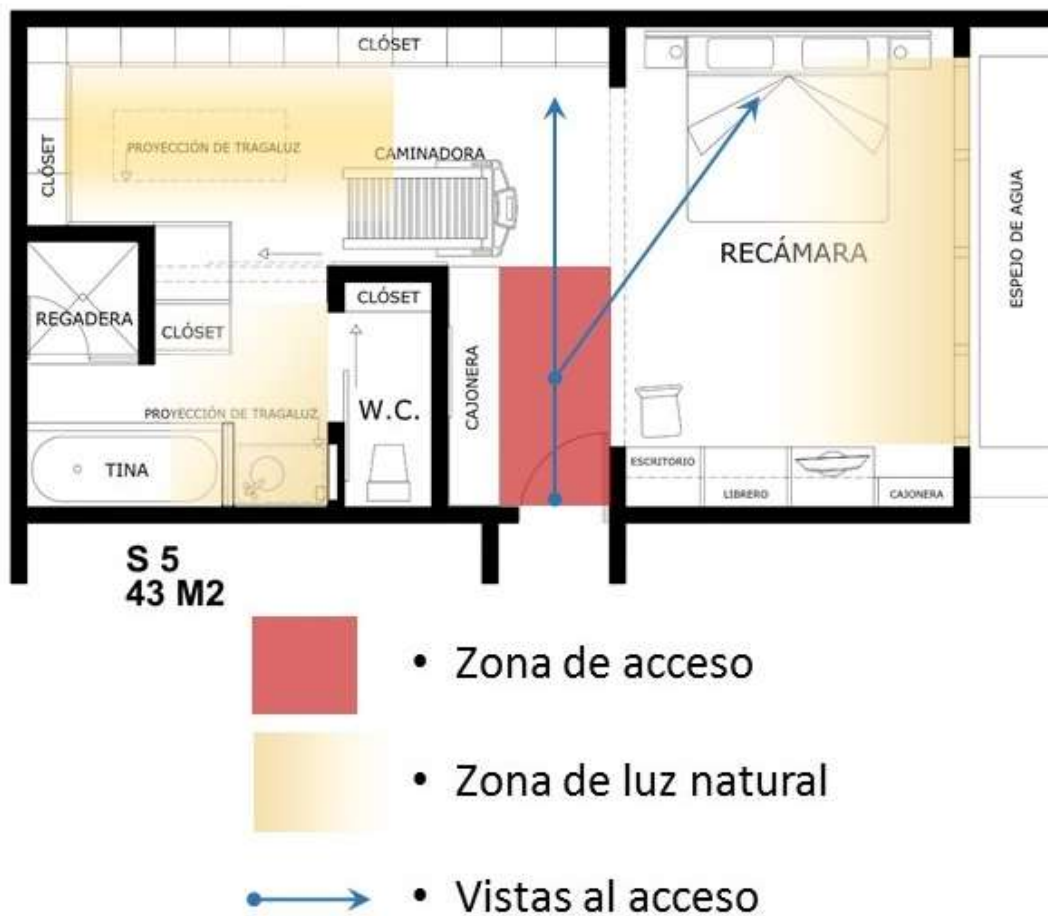 CLÓSET
CLÓSET
PROYECCIÓN DE TRAGALUZ
CAMINADORA
RECÁMARA
ESPEJO DE AGUA
REGADERA
CLÓSET
CLÓSET
CAJONERA
W.C.
PROYECCIÓN DE TRAGALUZ
TINA
ESCRITORIO
LIBRERO
CAJONERA
S 5
43 M2
• Zona de acceso
• Zona de luz natural
• Vistas al acceso